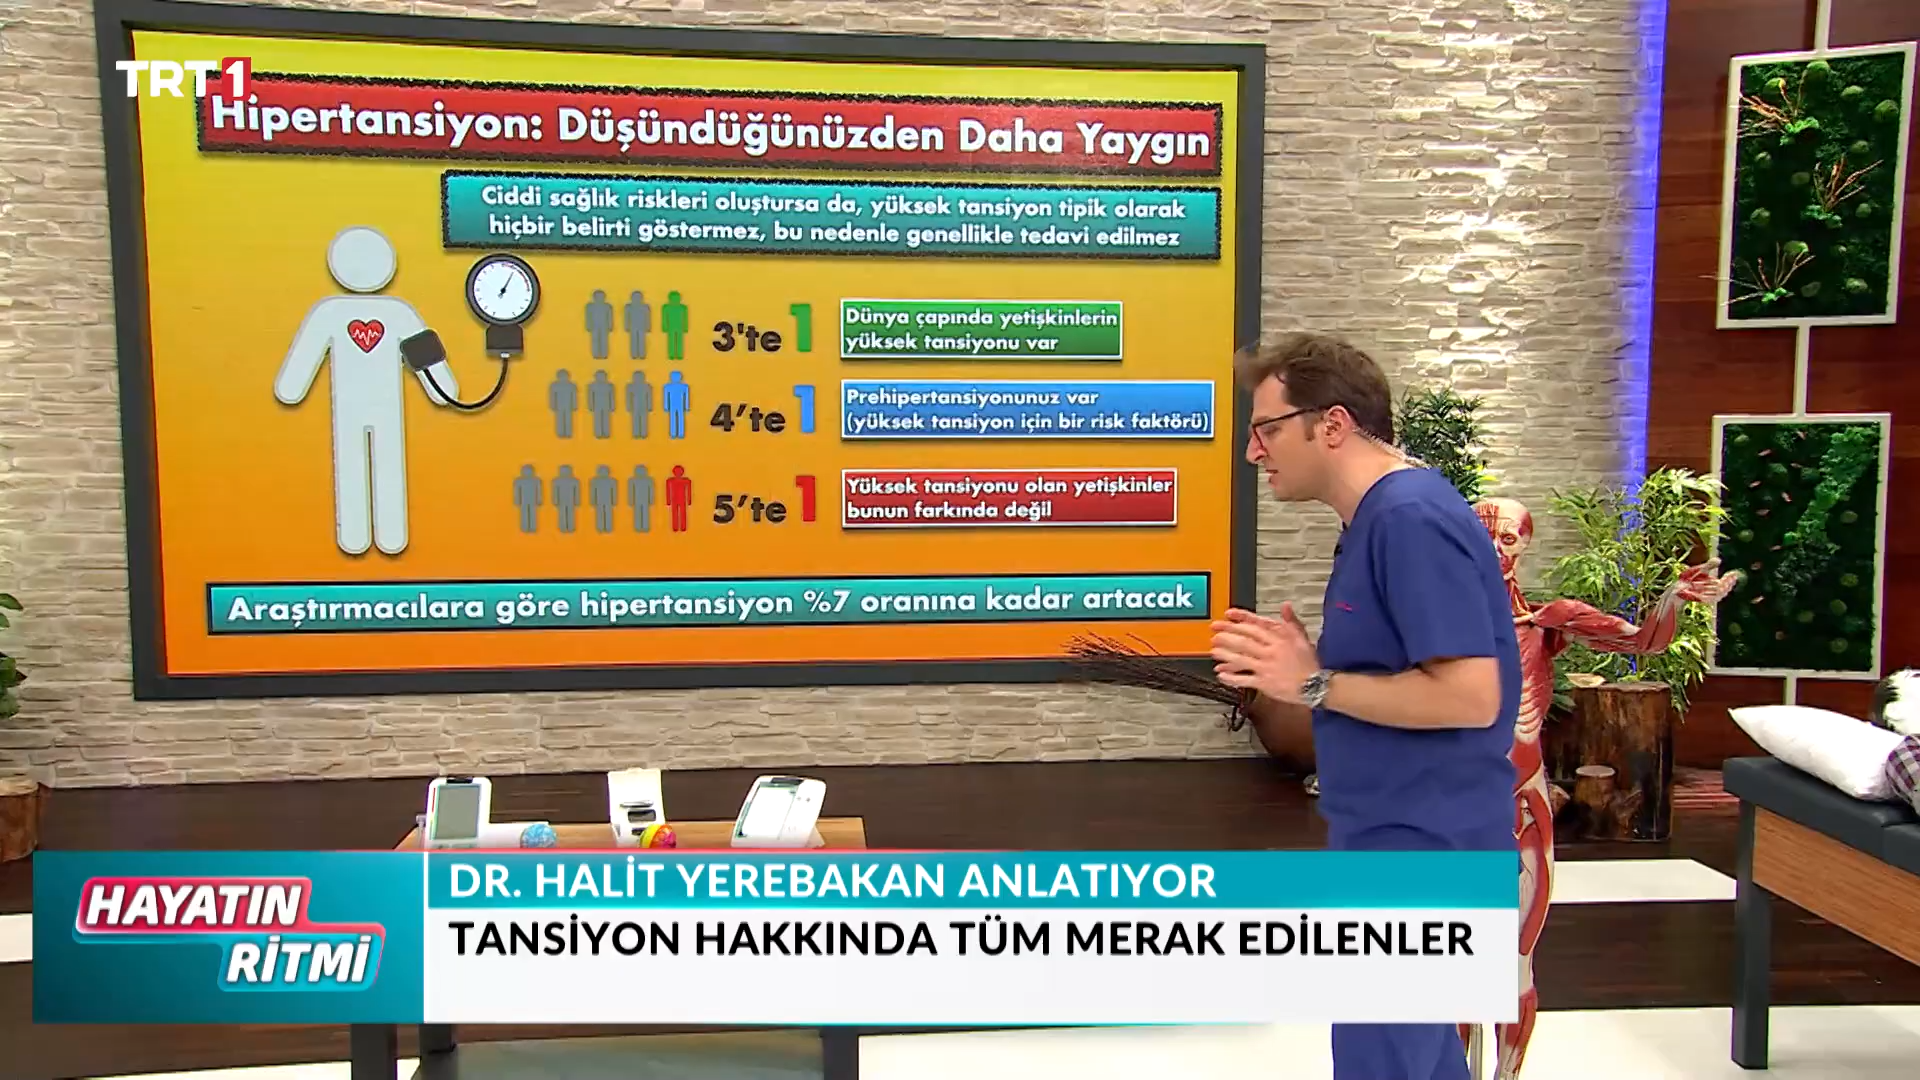 TRT 1
Hipertansiyon: Düşündüğünüzden Daha Yaygın
Ciddi sağlık riskleri oluştursa da, yüksek tansiyon tipik olarak
hiçbir belirti göstermez, bu nedenle genellikle tedavi edilmez
3'te 1
Dünya çapında yetişkinlerin
yüksek tansiyonu var
4'te 1
Prehipertansiyonunuz var
(yüksek tansiyon için bir risk faktörü)
5'te 1
Yüksek tansiyonu olan yetişkinler
bunun farkında değil
Araştırmacılara göre hipertansiyon %7 oranına kadar artacak
HAYATIN
RİTMİ
DR. HALİT YEREBAKAN ANLATIYOR
TANSİYON HAKKINDA TÜM MERAK EDİLENLER